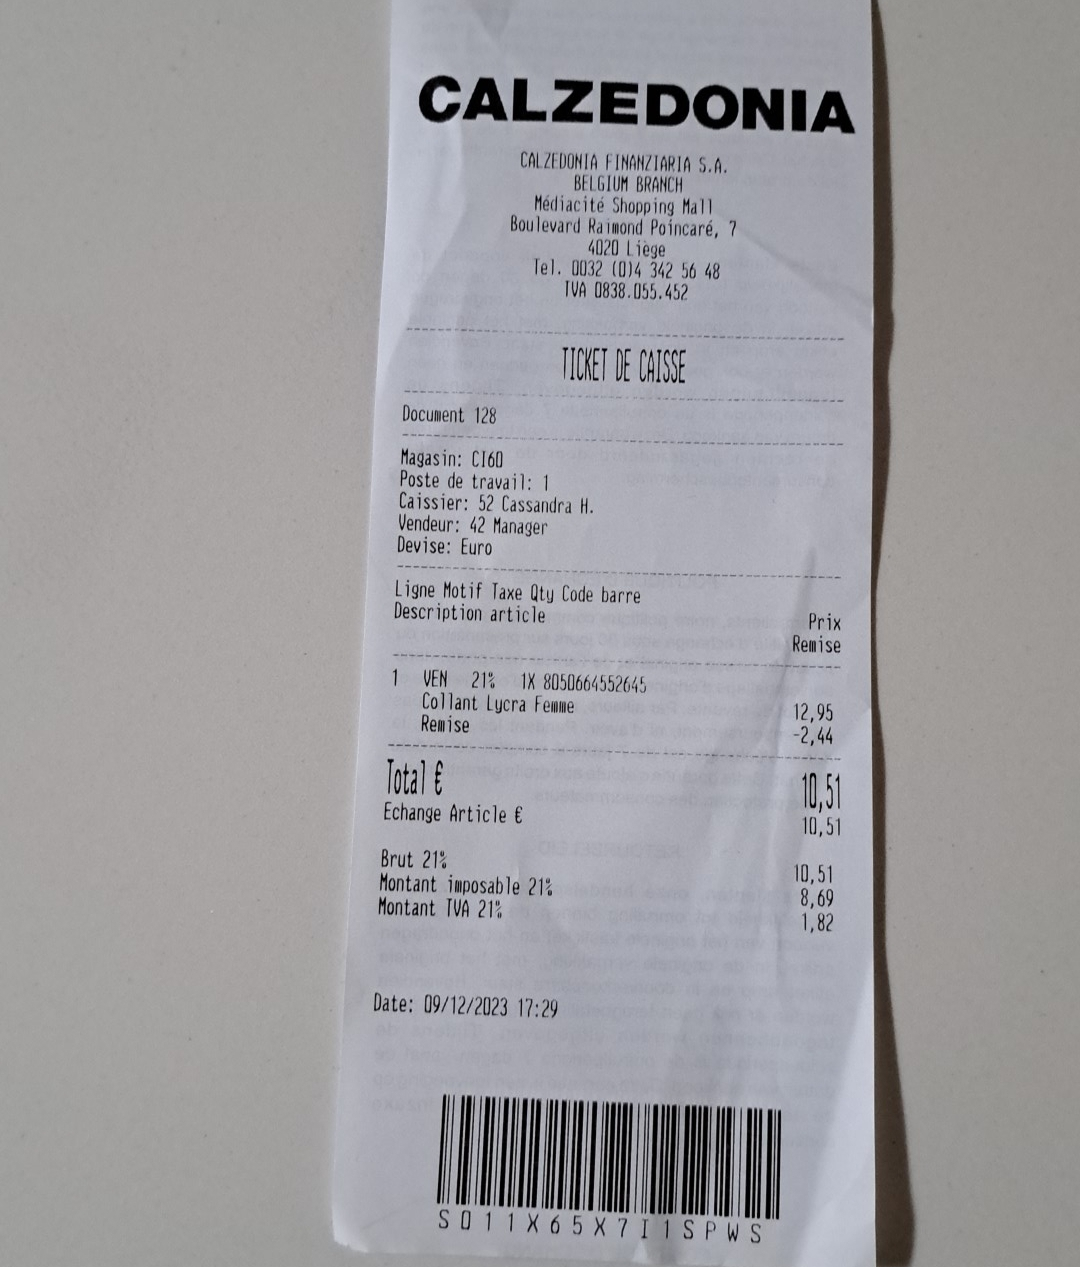 CALZEDONIA
CALZEDONIA FINANZIARIA S.A.
BELGIUM BRANCH
Médiacité Shopping Mall
Boulevard Raimond Poincaré, 7
4020 Liège
Tel. 0032 (0)4 342 56 48
TVA 0838.055.452
TICKET DE CAISSE
Document 128
Magasin: CI60
Poste de travail: 1
Caissier: 52 Cassandra H.
Vendeur: 42 Manager
Devise: Euro
Ligne Motif Taxe Qty Code barre
Description article Prix
Remise
1 VEN 21% 1X 8050664552645
Collant Lycra Femme 12,95
Remise -2,44
Total € 10,51
Echange Article € 10,51
Brut 21% 10,51
Montant imposable 21% 8,69
Montant TVA 21% 1,82
Date: 09/12/2023 17:29
S011X65X7I1SPWS